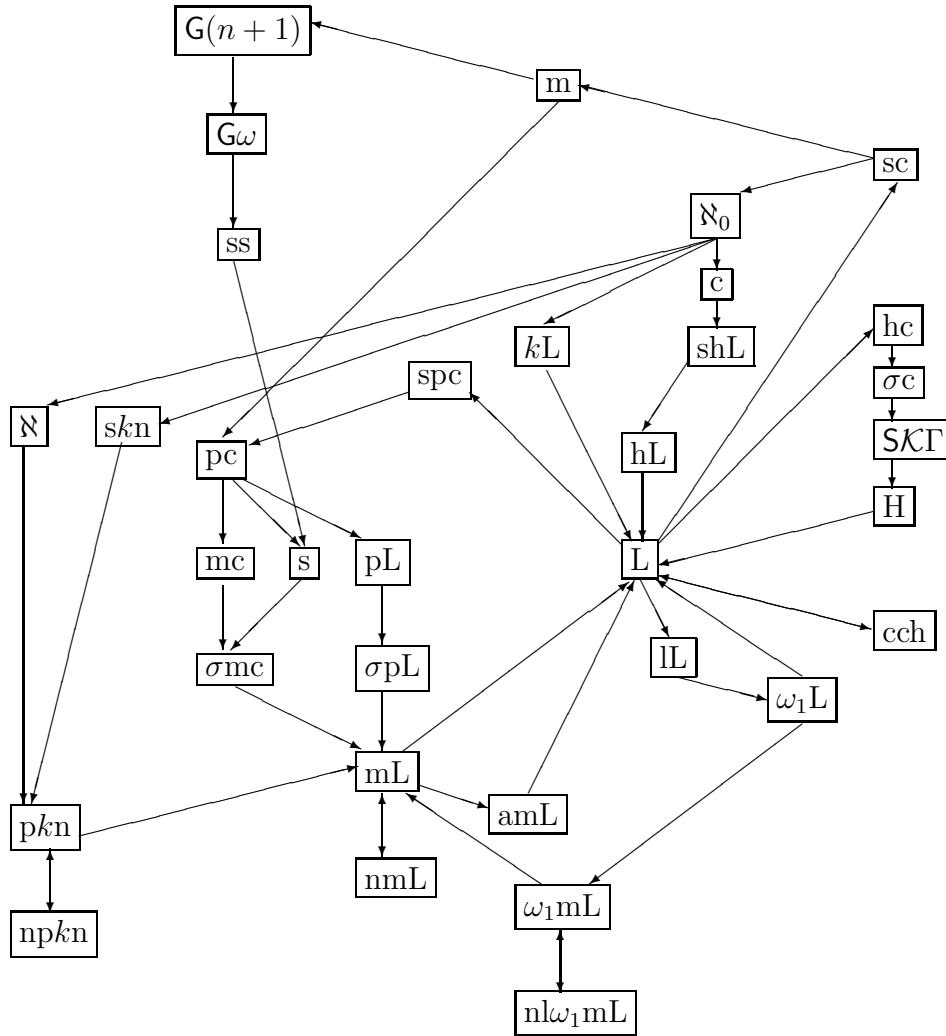 G(n + 1)
m
Gω
sc
ℵ₀
ss
c
hc
kL
shL
spc
σc
ℵ
skn
SKΓ
pc
hL
H
mc
s
pL
L
cch
lL
σmc
σpL
ω₁L
mL
amL
pkn
nmL
ω₁mL
npkn
nlω₁mL